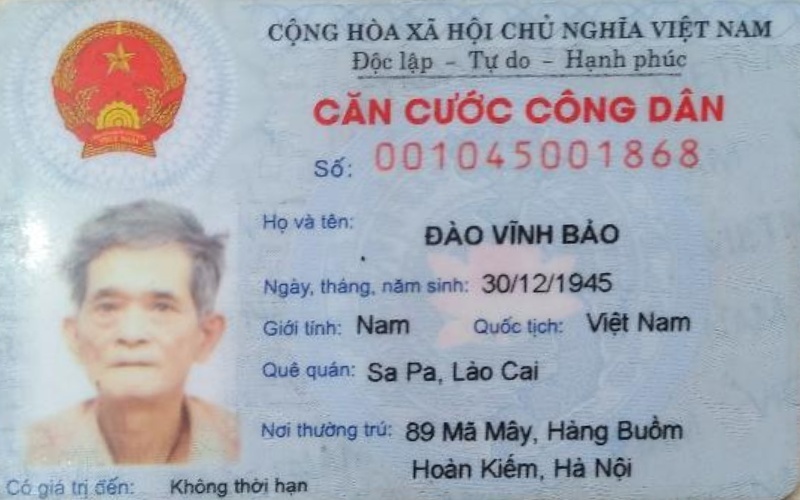 CỘNG HÒA XÃ HỘI CHỦ NGHĨA VIỆT NAM
Độc lập - Tự do - Hạnh phúc
CĂN CƯỚC CÔNG DÂN
Số: 001045001868
Họ và tên:
ĐÀO VĨNH BẢO
Ngày, tháng, năm sinh: 30/12/1945
Giới tính: Nam Quốc tịch: Việt Nam
Quê quán: Sa Pa, Lào Cai
Nơi thường trú: 89 Mã Mây, Hàng Buồm
Hoàn Kiếm, Hà Nội
Có giá trị đến: Không thời hạn